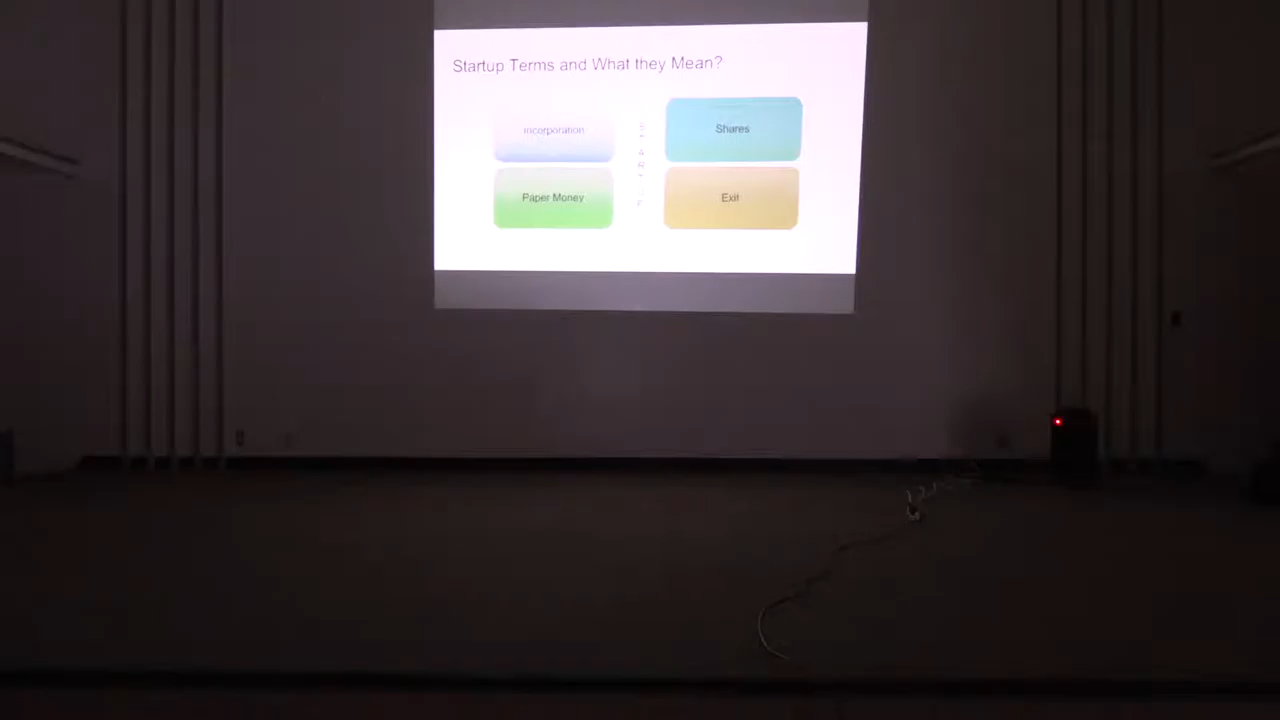 Startup Terms and What they Mean?
Incorporation
Shares
Paper Money
Exit